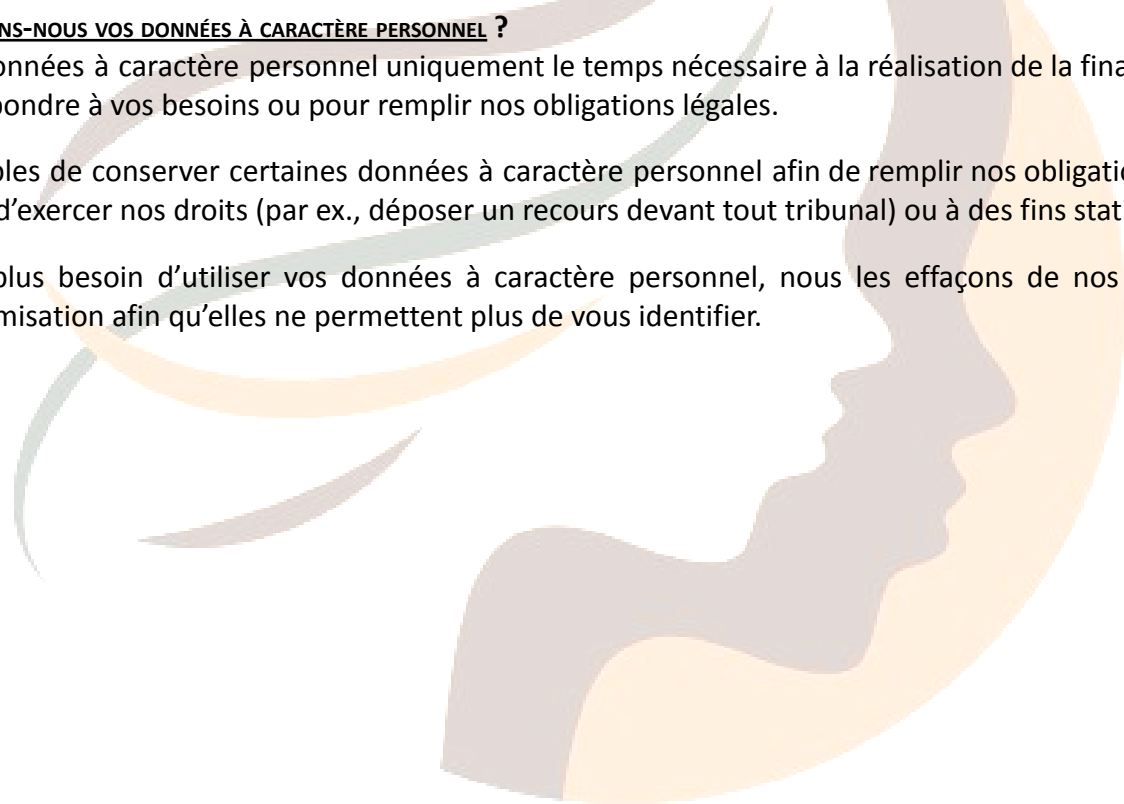 NS-NOUS VOS DONNÉES À CARACTÈRE PERSONNEL ?
onnées à caractère personnel uniquement le temps nécessaire à la réalisation de la fina
pondre à vos besoins ou pour remplir nos obligations légales.
bles de conserver certaines données à caractère personnel afin de remplir nos obligatio
d’exercer nos droits (par ex., déposer un recours devant tout tribunal) ou à des fins stat
plus besoin d’utiliser vos données à caractère personnel, nous les effaçons de nos
misation afin qu’elles ne permettent plus de vous identifier.